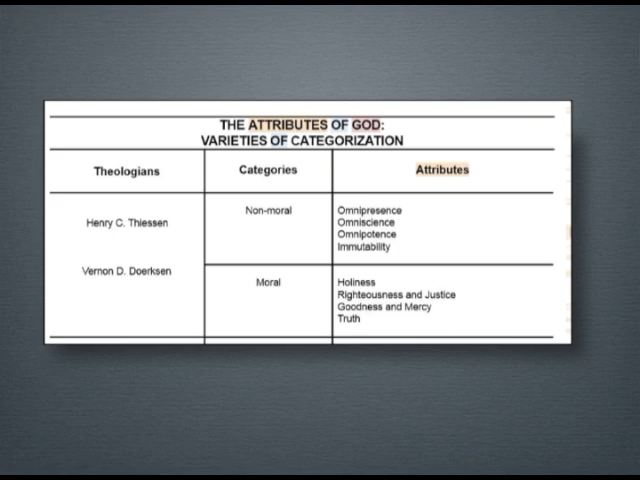 THE ATTRIBUTES OF GOD:
VARIETIES OF CATEGORIZATION
Theologians
Categories
Attributes
Henry C. Thiessen
Vernon D. Doerksen
Non-moral
Omnipresence
Omniscience
Omnipotence
Immutability
Moral
Holiness
Righteousness and Justice
Goodness and Mercy
Truth